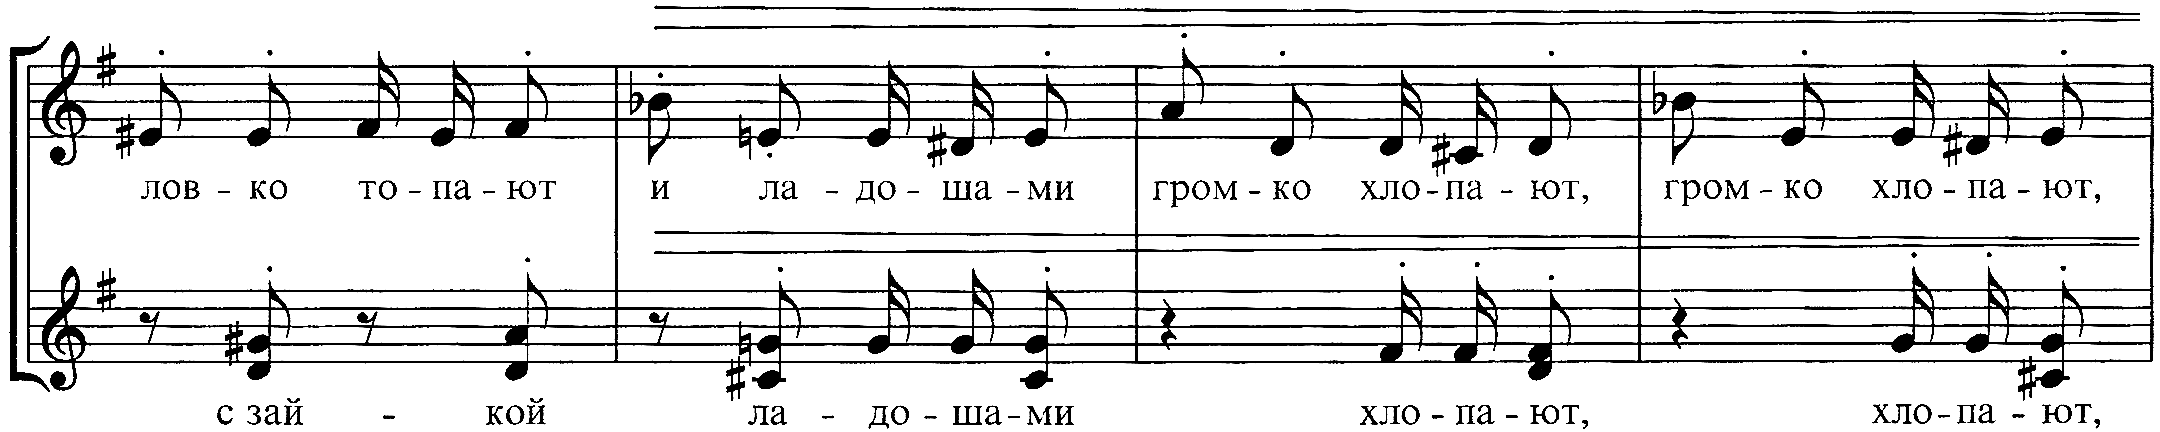 лов - ко то - па - ют и ла - до - ша - ми гром - ко хло - па - ют, гром - ко хло - па - ют,
с зай - кой ла - до - ша - ми хло - па - ют, хло - па - ют,